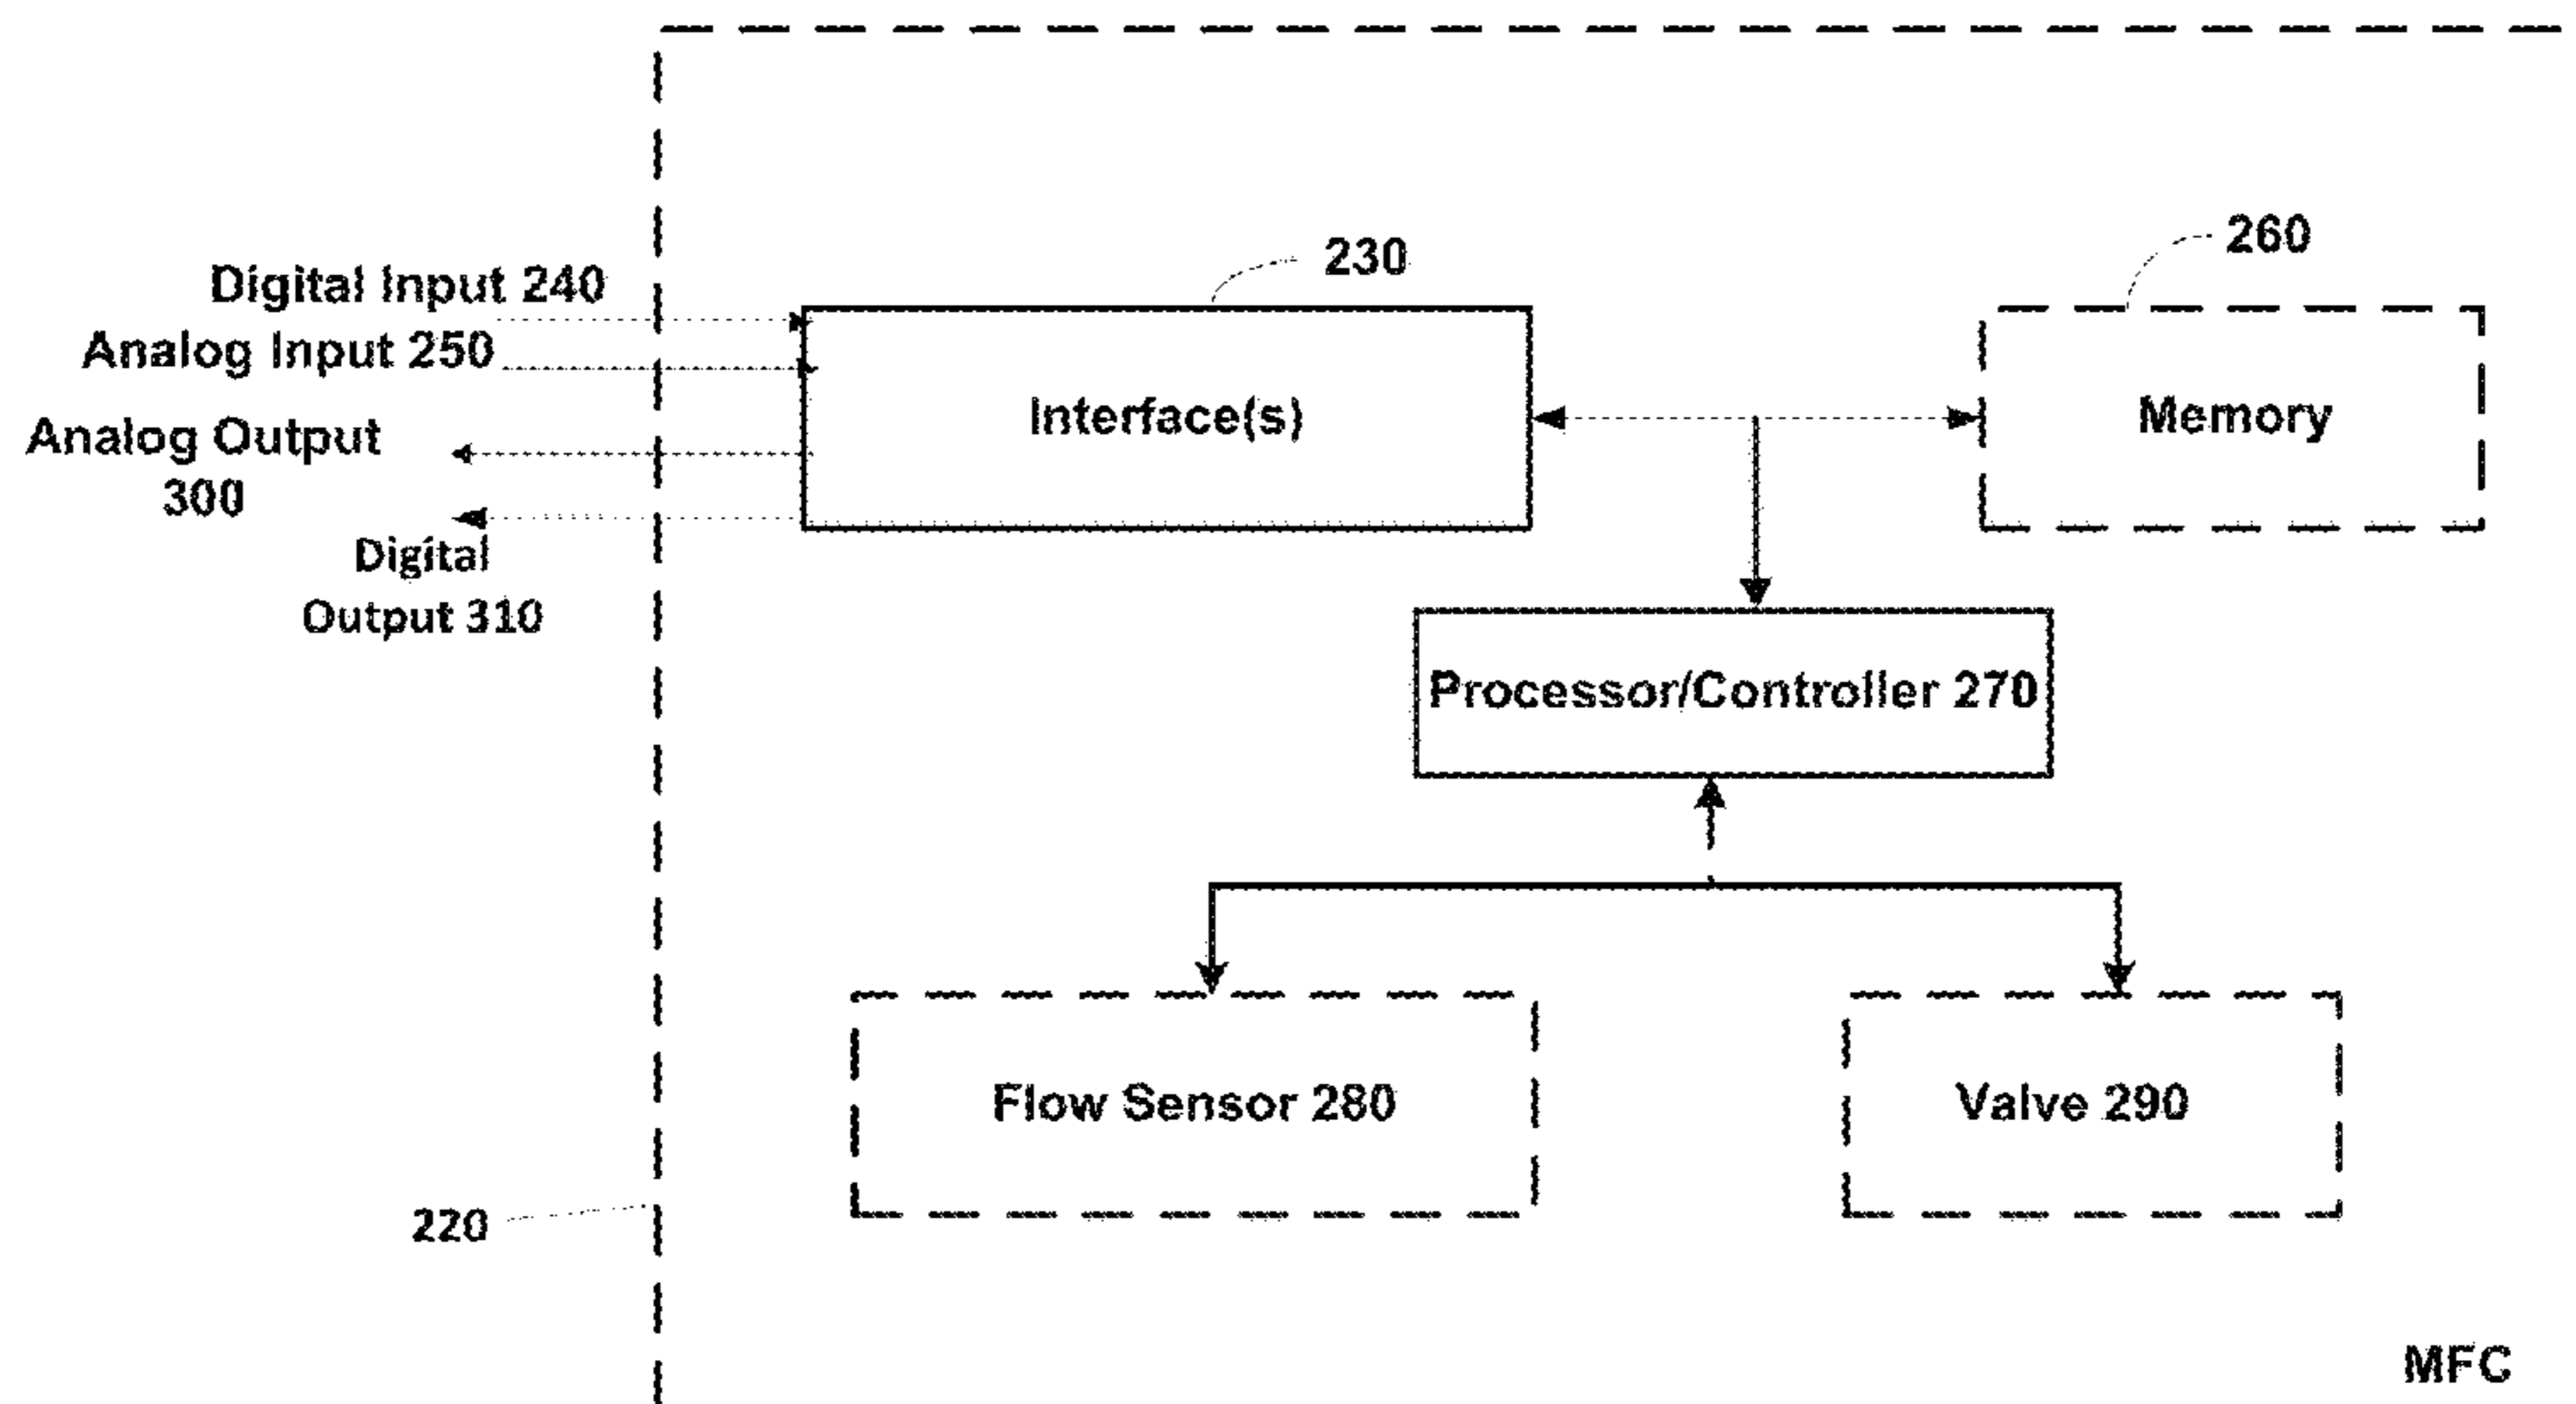 260
230
Digital Input 240
Analog Input 250
Interface(s)
Memory
Analog Output
300
Digital
Output 310
Processor/Controller 270
Flow Sensor 280
Valve 290
220
MFC